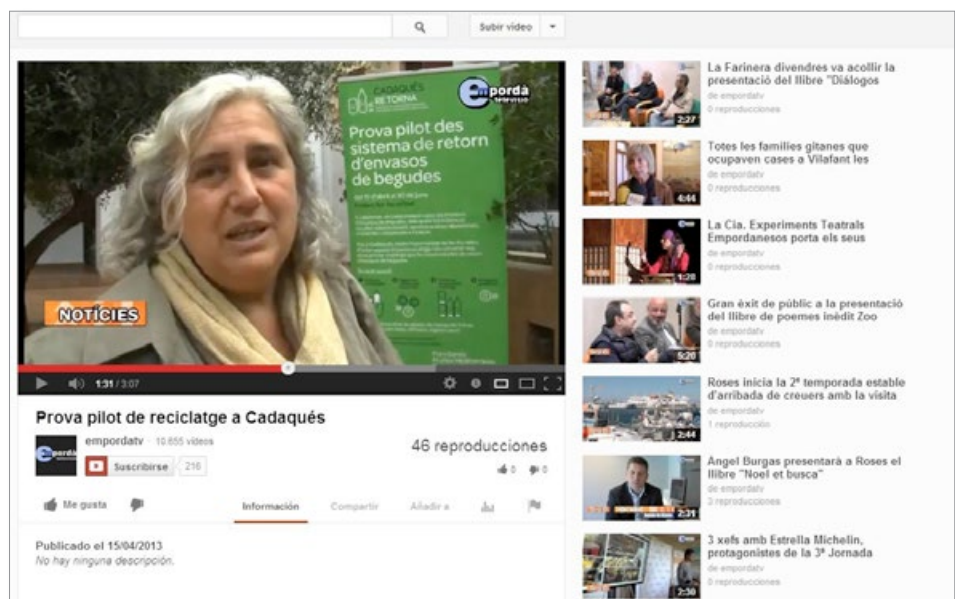 Subir vídeo
CADAQUÉS
RETORNA
Prova pilot des
sistema de retorn
d'envasos
de begudes
Empordà
televisió
NOTÍCIES
1:31 / 3:07
Prova pilot de reciclatge a Cadaqués
empordatv · 10.655 vídeos
Suscribirse
216
46 reproducciones
0
0
Me gusta
Información
Compartir
Añadir a
Publicado el 15/04/2013
No hay ninguna descripción.
2:27
La Farinera divendres va acollir la
presentació del llibre "Diálogos
de empordatv
0 reproducciones
4:44
Totes les famílies gitanes que
ocupaven cases a Vilafant les
de empordatv
0 reproducciones
1:28
La Cia. Experiments Teatrals
Empordanesos porta els seus
de empordatv
0 reproducciones
5:20
Gran èxit de públic a la presentació
del llibre de poemes inèdit Zoo
de empordatv
0 reproducciones
2:44
Roses inicia la 2ª temporada estable
d'arribada de creuers amb la visita
de empordatv
1 reproducción
2:31
Angel Burgas presentarà a Roses el
llibre "Noel et busca"
de empordatv
3 reproducciones
2:30
3 xefs amb Estrella Michelin,
protagonistes de la 3ª Jornada
de empordatv
0 reproducciones